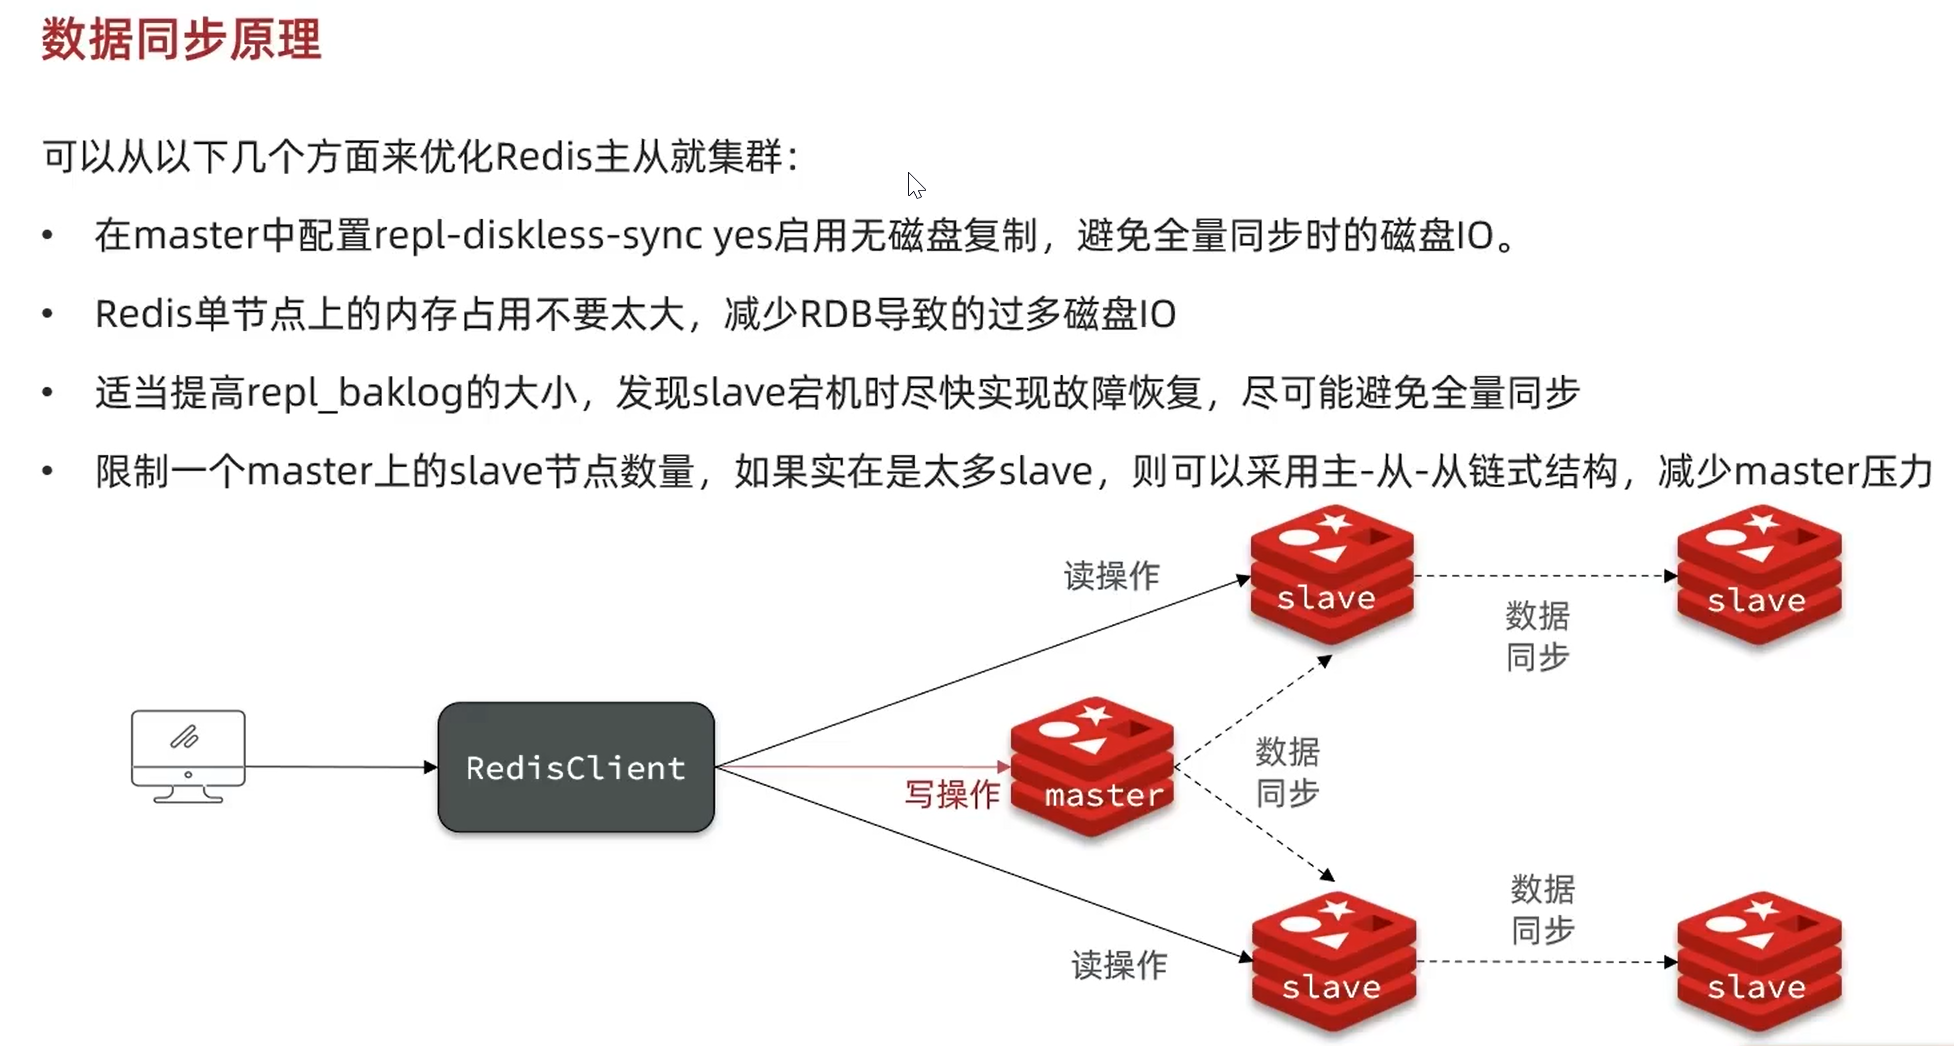 数据同步原理
可以从以下几个方面来优化Redis主从就集群：
• 在master中配置repl-diskless-sync yes启用无磁盘复制，避免全量同步时的磁盘IO。
• Redis单节点上的内存占用不要太大，减少RDB导致的过多磁盘IO
• 适当提高repl_baklog的大小，发现slave宕机时尽快实现故障恢复，尽可能避免全量同步
• 限制一个master上的slave节点数量，如果实在是太多slave，则可以采用主-从-从链式结构，减少master压力
读操作
slave
数据
同步
slave
RedisClient
写操作
master
数据
同步
读操作
slave
数据
同步
slave